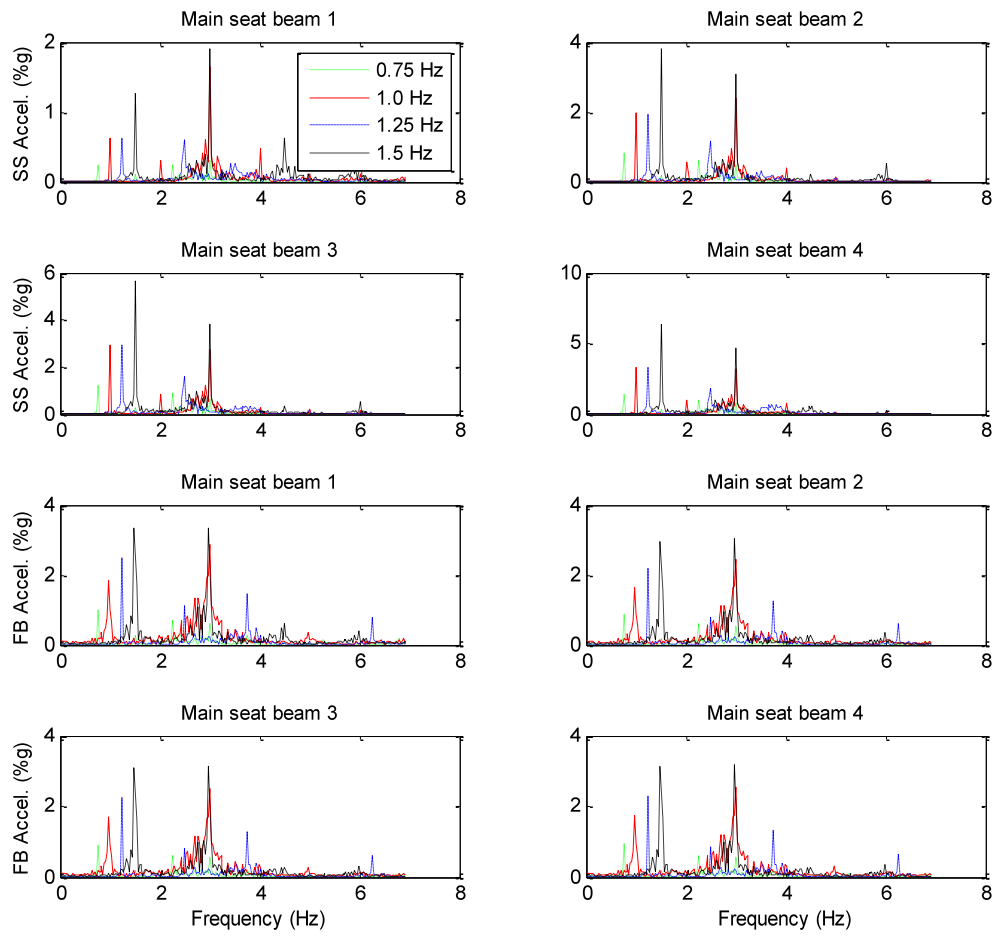 Main seat beam 1
Main seat beam 2
SS Accel. (%g)
2
1
0
0 2 4 6 8
0.75 Hz
1.0 Hz
1.25 Hz
1.5 Hz
4
2
0
0 2 4 6 8
Main seat beam 3
Main seat beam 4
SS Accel. (%g)
6
4
2
0
0 2 4 6 8
10
5
0
0 2 4 6 8
Main seat beam 1
Main seat beam 2
FB Accel. (%g)
4
2
0
0 2 4 6 8
4
2
0
0 2 4 6 8
Main seat beam 3
Main seat beam 4
FB Accel. (%g)
4
2
0
0 2 4 6 8
Frequency (Hz)
4
2
0
0 2 4 6 8
Frequency (Hz)